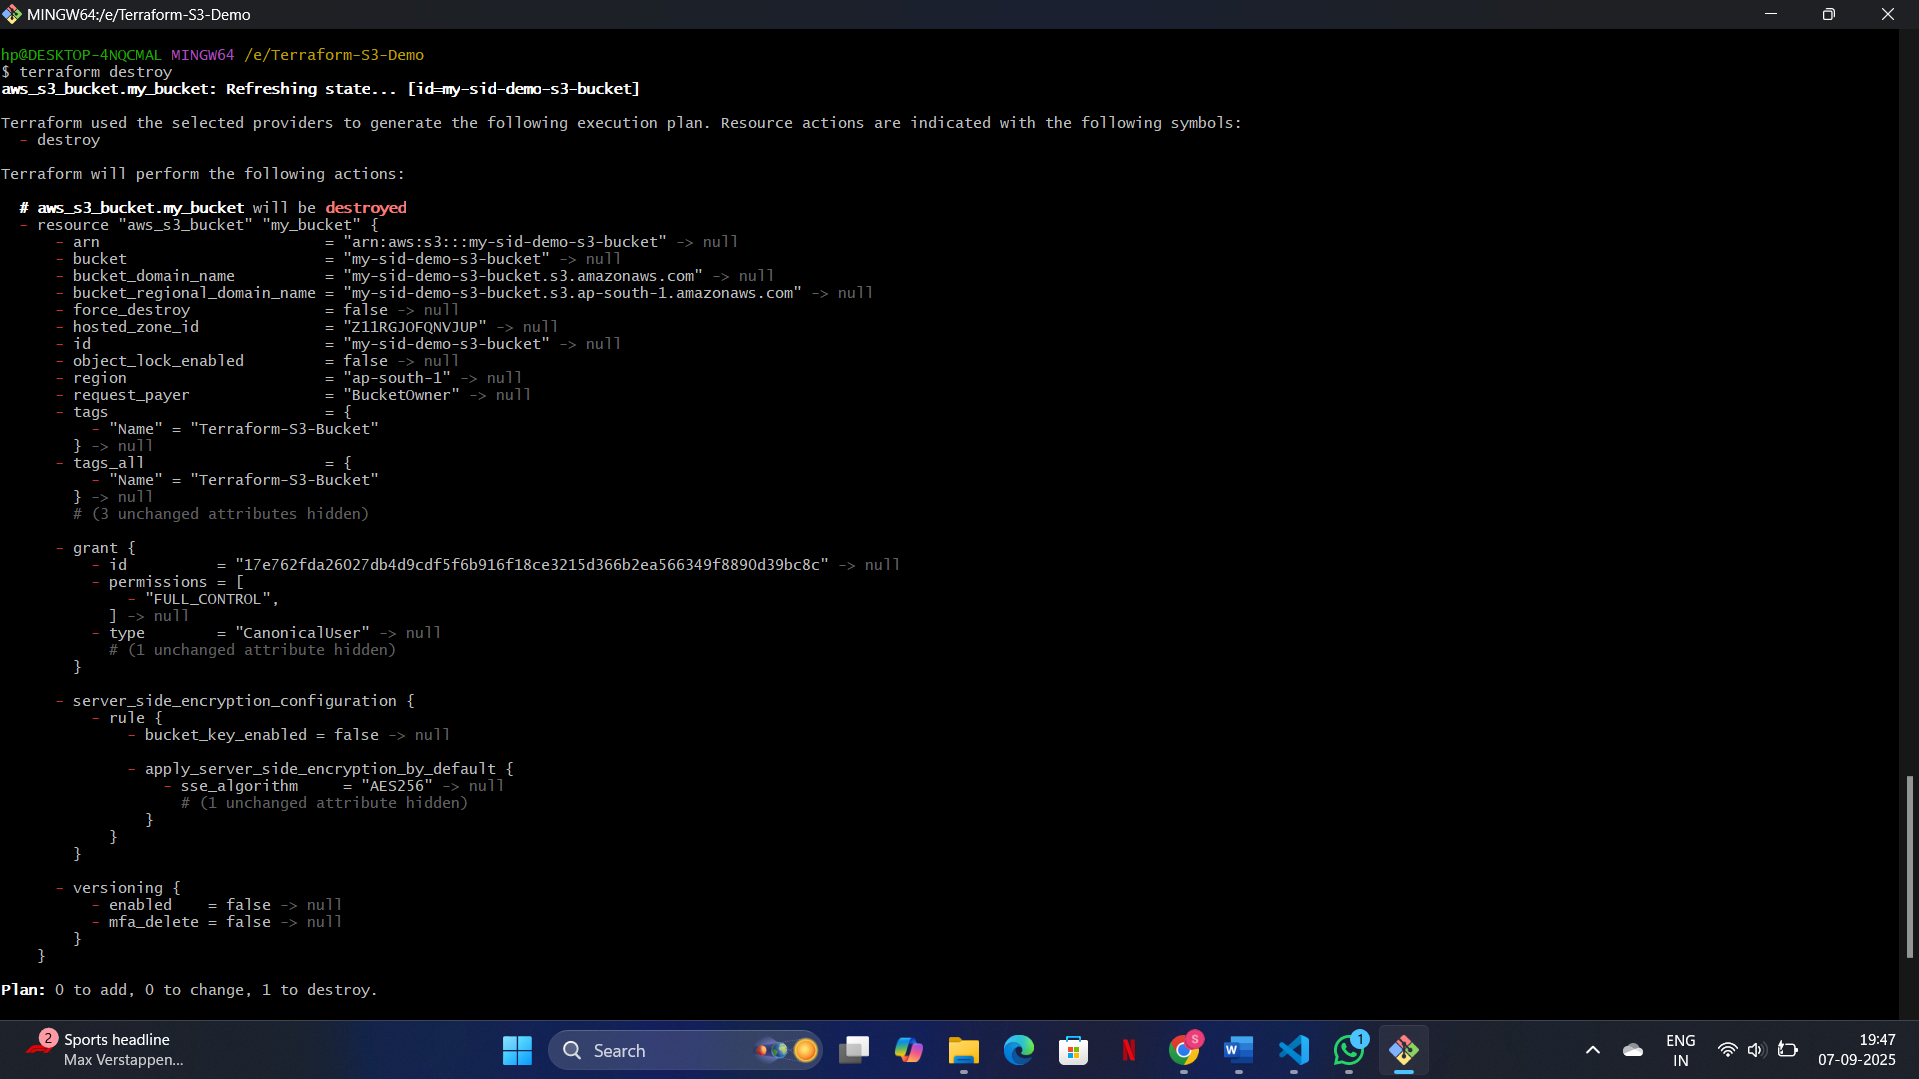 MINGW64:/e/Terraform-S3-Demo
hp@DESKTOP-4NQCMAL MINGW64 /e/Terraform-S3-Demo
$ terraform destroy
aws_s3_bucket.my_bucket: Refreshing state... [id=my-sid-demo-s3-bucket]
Terraform used the selected providers to generate the following execution plan. Resource actions are indicated with the following symbols:
  - destroy
Terraform will perform the following actions:
  # aws_s3_bucket.my_bucket will be destroyed
  - resource "aws_s3_bucket" "my_bucket" {
      - arn                         = "arn:aws:s3:::my-sid-demo-s3-bucket" -> null
      - bucket                      = "my-sid-demo-s3-bucket" -> null
      - bucket_domain_name          = "my-sid-demo-s3-bucket.s3.amazonaws.com" -> null
      - bucket_regional_domain_name = "my-sid-demo-s3-bucket.s3.ap-south-1.amazonaws.com" -> null
      - force_destroy               = false -> null
      - hosted_zone_id              = "Z11RGJOFQNVJUP" -> null
      - id                          = "my-sid-demo-s3-bucket" -> null
      - object_lock_enabled         = false -> null
      - region                      = "ap-south-1" -> null
      - request_payer               = "BucketOwner" -> null
      - tags                        = {
          - "Name" = "Terraform-S3-Bucket"
        } -> null
      - tags_all                    = {
          - "Name" = "Terraform-S3-Bucket"
        } -> null
        # (3 unchanged attributes hidden)
      - grant {
          - id          = "17e762fda26027db4d9cdf5f6b916f18ce3215d366b2ea566349f8890d39bc8c" -> null
          - permissions = [
              - "FULL_CONTROL",
            ] -> null
          - type        = "CanonicalUser" -> null
            # (1 unchanged attribute hidden)
        }
      - server_side_encryption_configuration {
          - rule {
              - bucket_key_enabled = false -> null
              - apply_server_side_encryption_by_default {
                  - sse_algorithm     = "AES256" -> null
                    # (1 unchanged attribute hidden)
                }
            }
        }
      - versioning {
          - enabled    = false -> null
          - mfa_delete = false -> null
        }
    }
Plan: 0 to add, 0 to change, 1 to destroy.
2
Sports headline
Max Verstappen...
Search
S
W
1
ENG
IN
19:47
07-09-2025